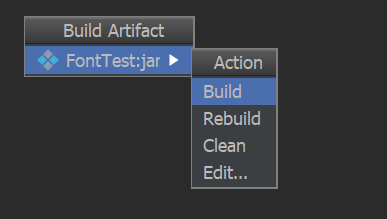 Build Artifact
FontTest:jar
Action
Build
Rebuild
Clean
Edit...